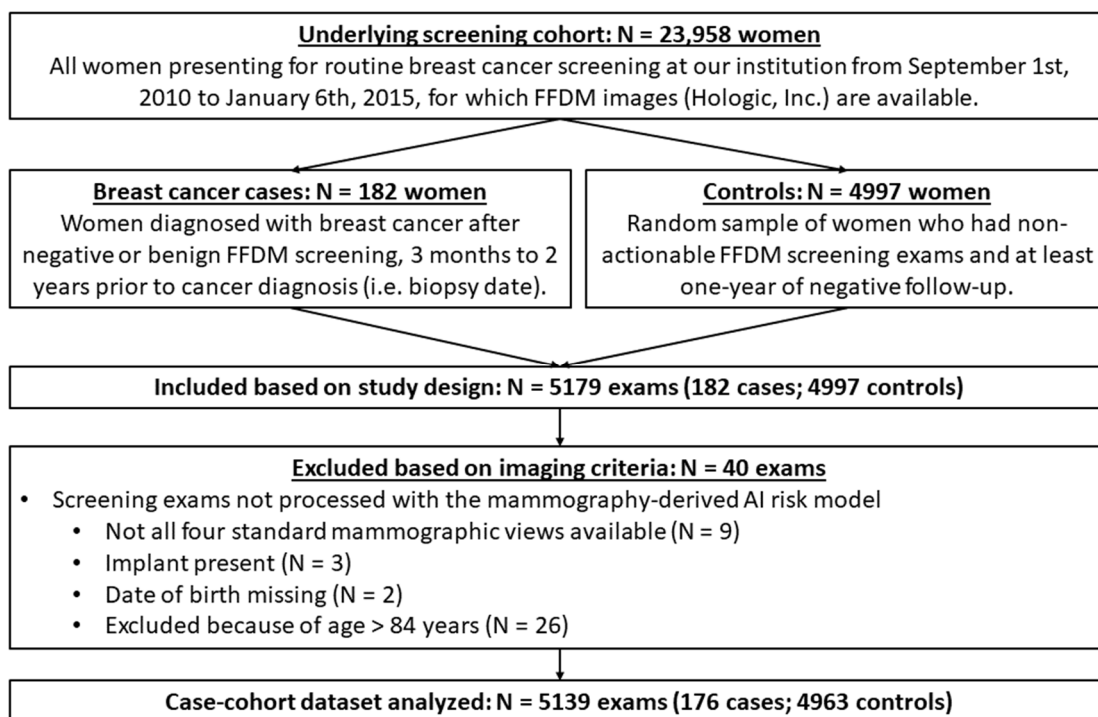 Underlying screening cohort: N = 23,958 women
All women presenting for routine breast cancer screening at our institution from September 1st,
2010 to January 6th, 2015, for which FFDM images (Hologic, Inc.) are available.
Breast cancer cases: N = 182 women
Women diagnosed with breast cancer after
negative or benign FFDM screening, 3 months to 2
years prior to cancer diagnosis (i.e. biopsy date).
Controls: N = 4997 women
Random sample of women who had non-
actionable FFDM screening exams and at least
one-year of negative follow-up.
Included based on study design: N = 5179 exams (182 cases; 4997 controls)
Excluded based on imaging criteria: N = 40 exams
• Screening exams not processed with the mammography-derived AI risk model
• Not all four standard mammographic views available (N = 9)
• Implant present (N = 3)
• Date of birth missing (N = 2)
• Excluded because of age > 84 years (N = 26)
Case-cohort dataset analyzed: N = 5139 exams (176 cases; 4963 controls)